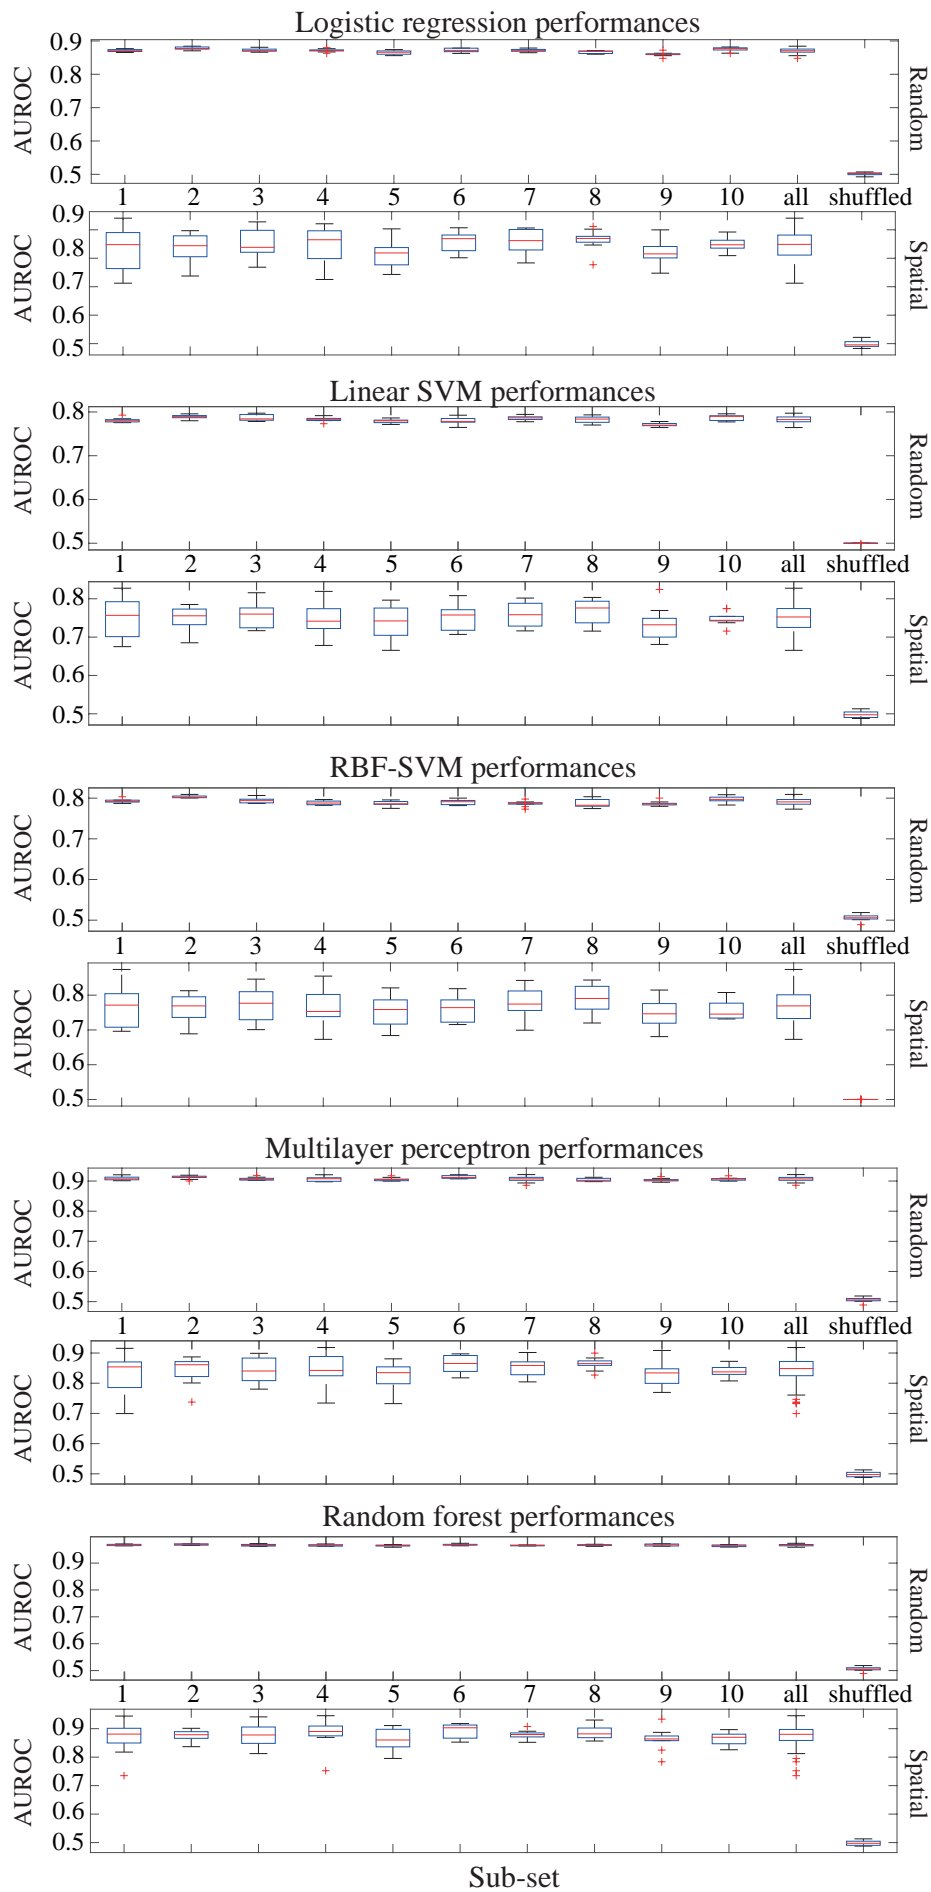 Logistic regression performances
0.9
0.8
0.7
0.6
0.5
AUROC
Random
1 2 3 4 5 6 7 8 9 10 all shuffled
0.9
0.8
0.7
0.6
0.5
AUROC
Spatial
Linear SVM performances
0.8
0.7
0.6
0.5
AUROC
Random
1 2 3 4 5 6 7 8 9 10 all shuffled
0.8
0.7
0.6
0.5
AUROC
Spatial
RBF-SVM performances
0.8
0.7
0.6
0.5
AUROC
Random
1 2 3 4 5 6 7 8 9 10 all shuffled
0.8
0.7
0.6
0.5
AUROC
Spatial
Multilayer perceptron performances
0.9
0.8
0.7
0.6
0.5
AUROC
Random
1 2 3 4 5 6 7 8 9 10 all shuffled
0.9
0.8
0.7
0.6
0.5
AUROC
Spatial
Random forest performances
0.9
0.8
0.7
0.6
0.5
AUROC
Random
1 2 3 4 5 6 7 8 9 10 all shuffled
0.9
0.8
0.7
0.6
0.5
AUROC
Spatial
Sub-set